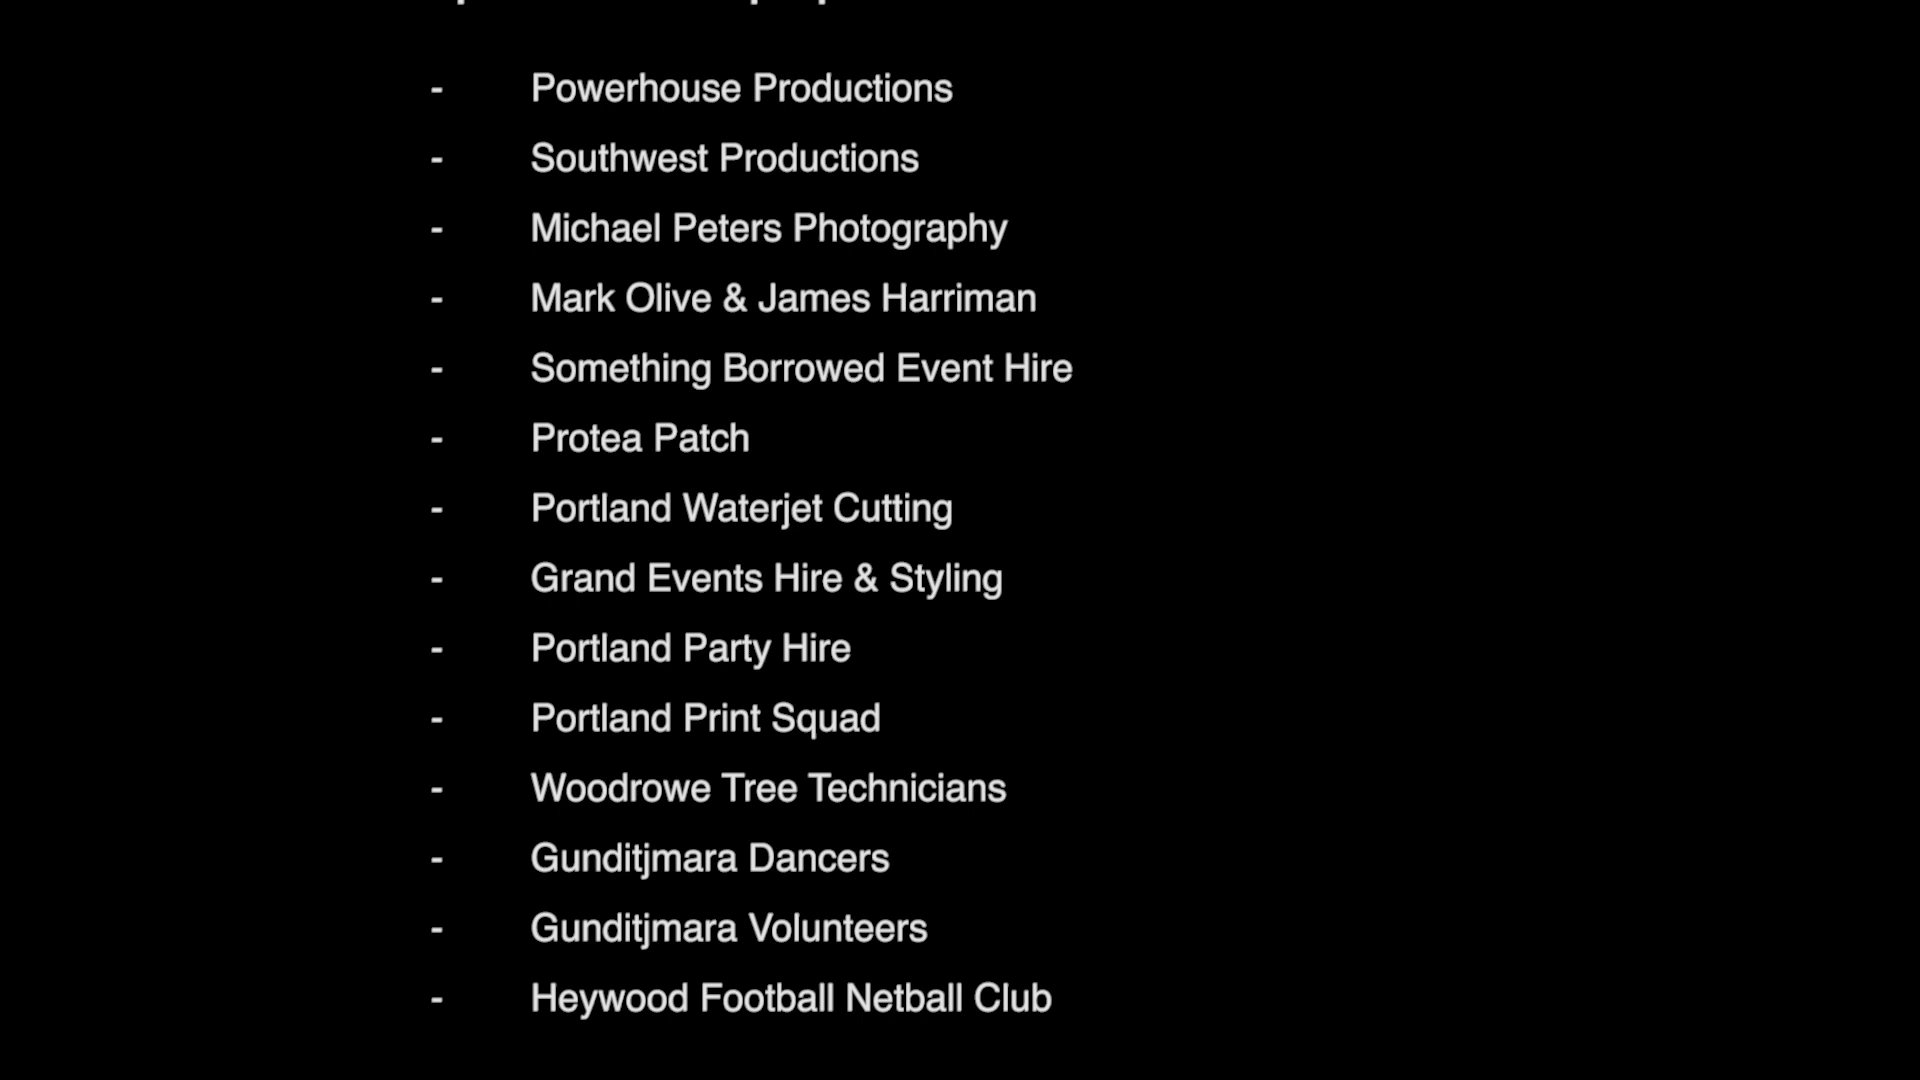 - Powerhouse Productions
- Southwest Productions
- Michael Peters Photography
- Mark Olive & James Harriman
- Something Borrowed Event Hire
- Protea Patch
- Portland Waterjet Cutting
- Grand Events Hire & Styling
- Portland Party Hire
- Portland Print Squad
- Woodrowe Tree Technicians
- Gunditjmara Dancers
- Gunditjmara Volunteers
- Heywood Football Netball Club